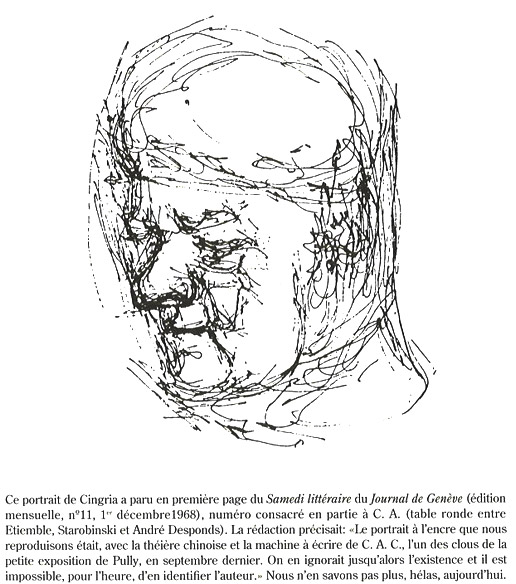 Ce portrait de Cingria a paru en première page du Samedi littéraire du Journal de Genève (édition
mensuelle, nº11, 1er décembre1968), numéro consacré en partie à C. A. (table ronde entre
Etiemble, Starobinski et André Desponds). La rédaction précisait: «Le portrait à l'encre que nous
reproduisons était, avec la théière chinoise et la machine à écrire de C. A. C., l'un des clous de la
petite exposition de Pully, en septembre dernier. On en ignorait jusqu'alors l'existence et il est
impossible, pour l'heure, d'en identifier l'auteur.» Nous n'en savons pas plus, hélas, aujourd'hui.